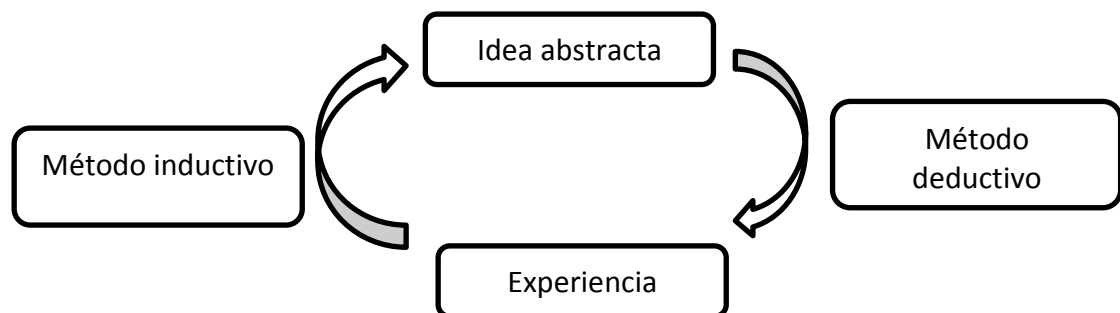 Idea abstracta
Método inductivo
Método
deductivo
Experiencia